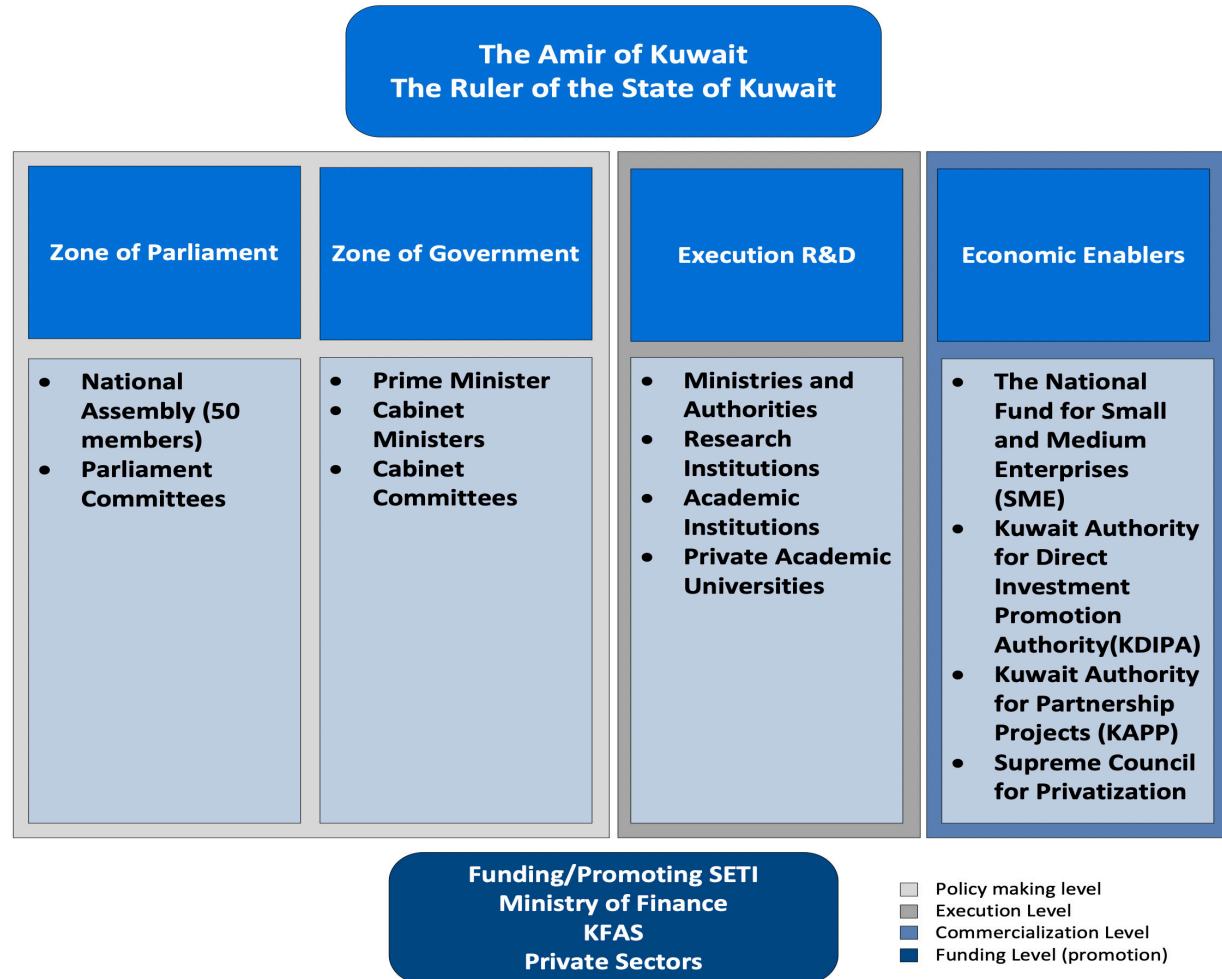 The Amir of Kuwait
The Ruler of the State of Kuwait
Zone of Parliament
• National
Assembly (50
members)
• Parliament
Committees
Zone of Government
• Prime Minister
• Cabinet
Ministers
• Cabinet
Committees
Execution R&D
• Ministries and
Authorities
• Research
Institutions
• Academic
Institutions
• Private Academic
Universities
Economic Enablers
• The National
Fund for Small
and Medium
Enterprises
(SME)
• Kuwait Authority
for Direct
Investment
Promotion
Authority(KDIPA)
• Kuwait Authority
for Partnership
Projects (KAPP)
• Supreme Council
for Privatization
Funding/Promoting SETI
Ministry of Finance
KFAS
Private Sectors
Policy making level
Execution Level
Commercialization Level
Funding Level (promotion)